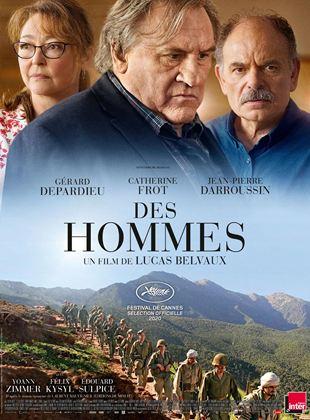 GÉRARD
DEPARDIEU
CATHERINE
FROT
JEAN-PIERRE
DARROUSSIN
DES
HOMMES
UN FILM DE LUCAS BELVAUX
FESTIVAL DE CANNES
SÉLECTION OFFICIELLE
2020
YOANN
ZIMMER
FÉLIX
KYSYL
ÉDOUARD
SULPICE
inter